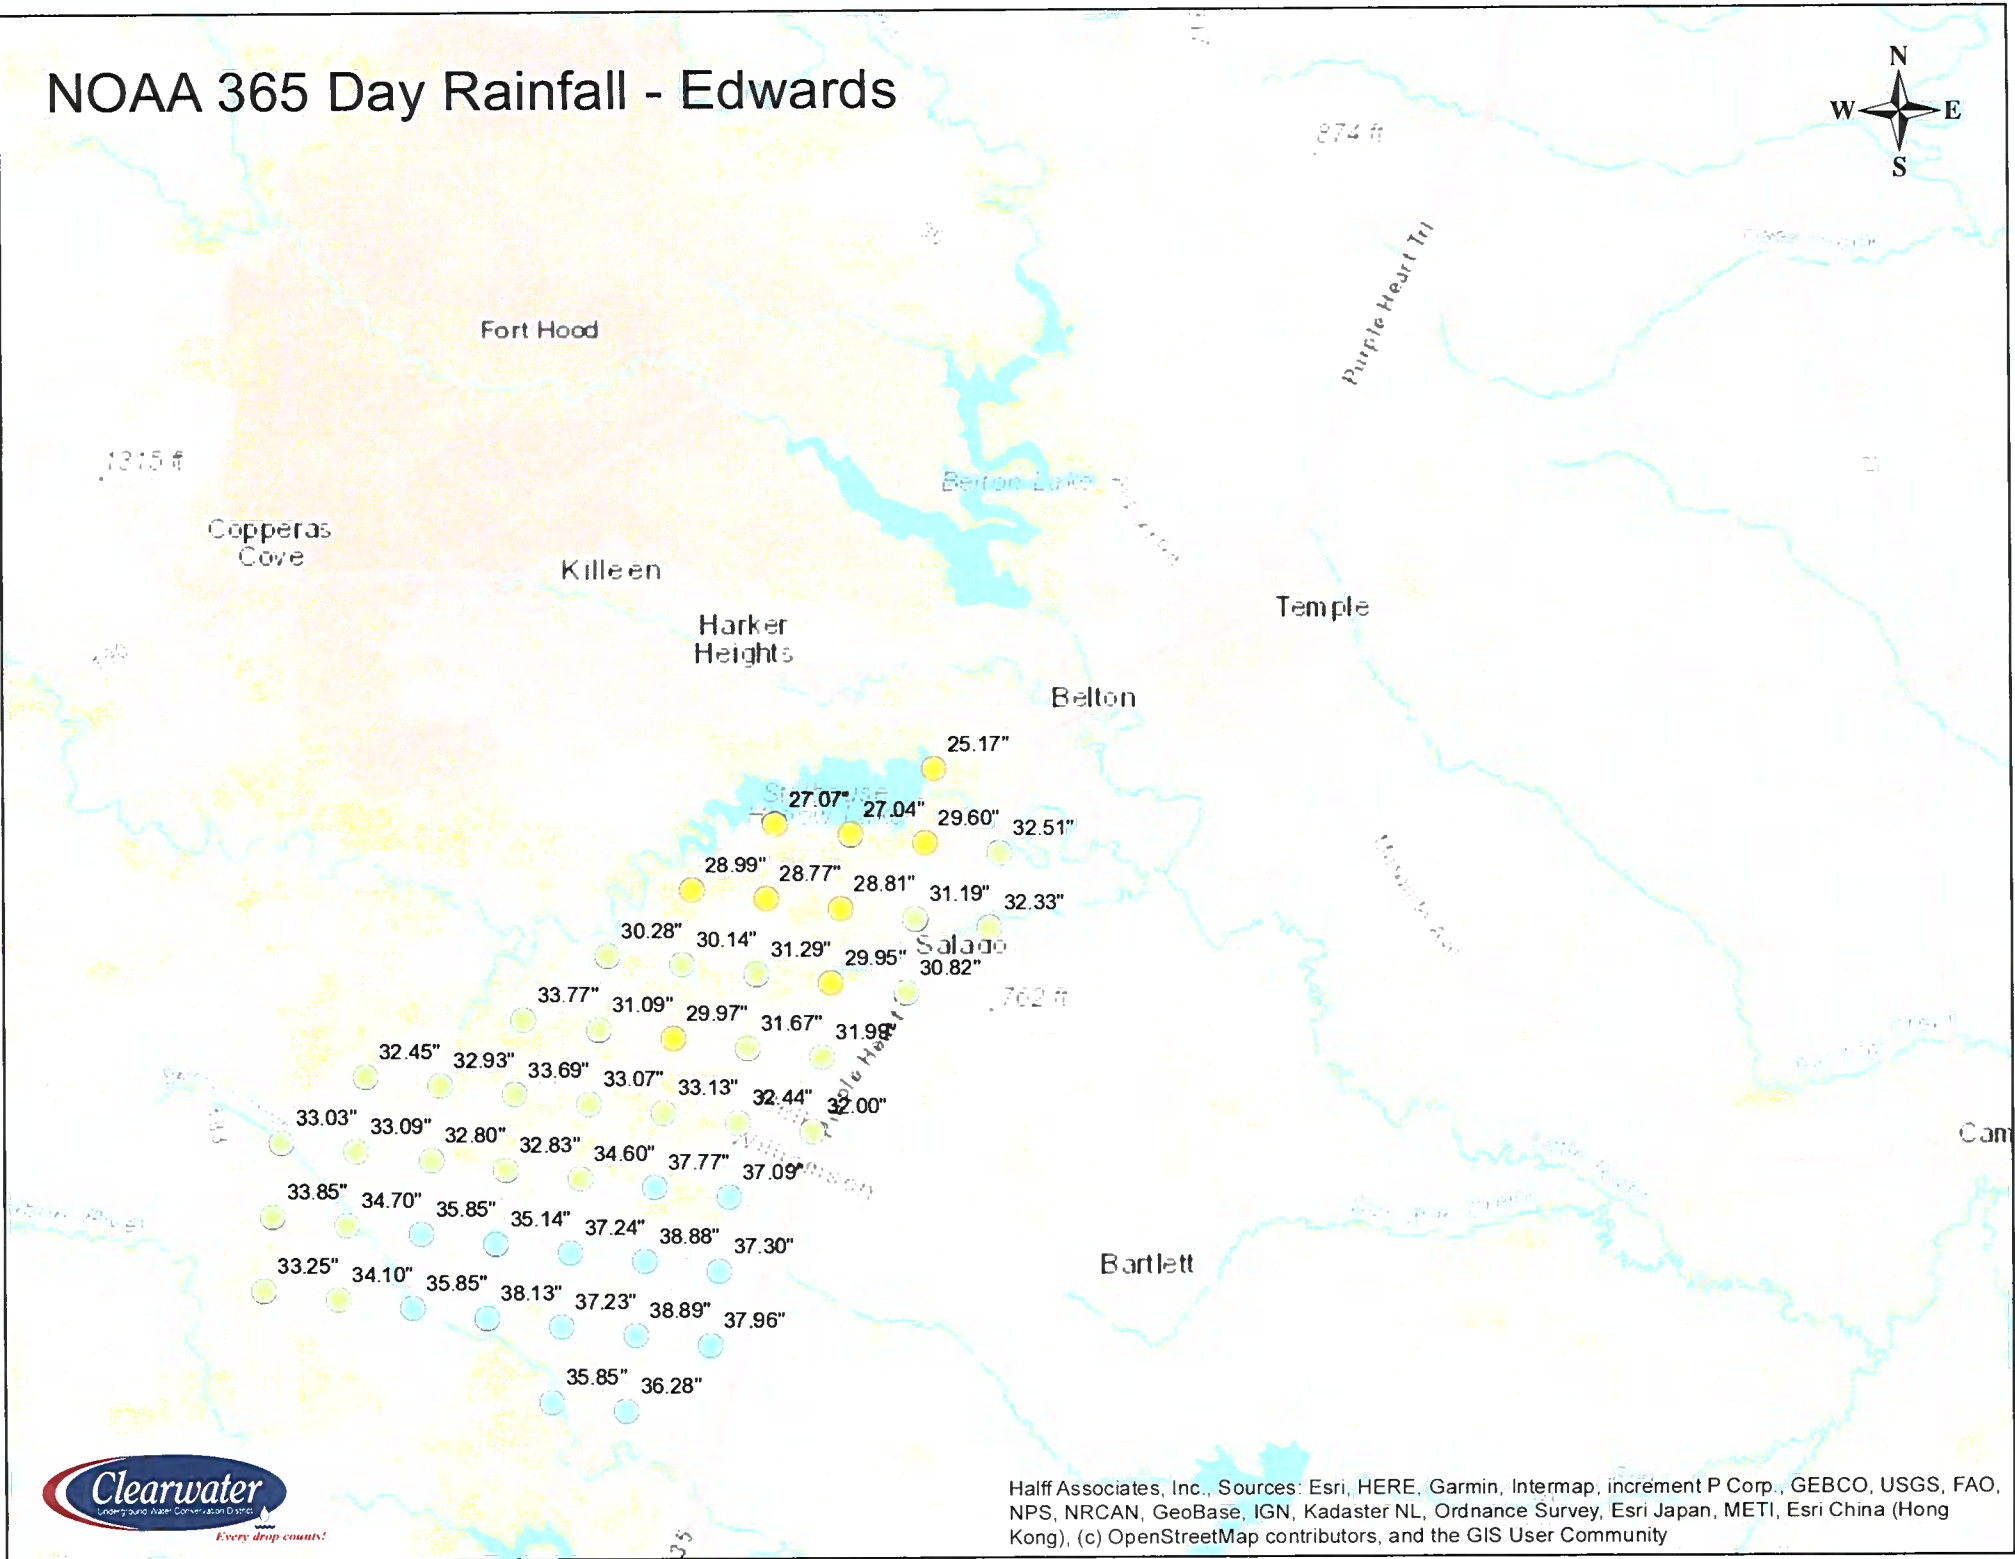 NOAA 365 Day Rainfall - Edwards
N
W E
S
874 ft
Purple Heart Trl
Fort Hood
1315 ft
Belton Lake
Copperas
Cove
Killeen
Temple
Harker
Heights
Belton
25.17"
27.07" 27.04" 29.60" 32.51"
28.99" 28.77" 28.81" 31.19" 32.33"
30.28" 30.14" 31.29" 29.95" 30.82"
Salado
762 ft
33.77" 31.09" 29.97" 31.67" 31.98"
32.45" 32.93" 33.69" 33.07" 33.13" 32.44" 32.00"
33.03" 33.09" 32.80" 32.83" 34.60" 37.77" 37.09"
Williamson
33.85" 34.70" 35.85" 35.14" 37.24" 38.88" 37.30"
33.25" 34.10" 35.85" 38.13" 37.23" 38.89" 37.96"
35.85" 36.28"
Cam
Bartlett
35
Clearwater
Underground Water Conservation District
Every drop counts!
Halff Associates, Inc., Sources: Esri, HERE, Garmin, Intermap, increment P Corp., GEBCO, USGS, FAO,
NPS, NRCAN, GeoBase, IGN, Kadaster NL, Ordnance Survey, Esri Japan, METI, Esri China (Hong
Kong), (c) OpenStreetMap contributors, and the GIS User Community